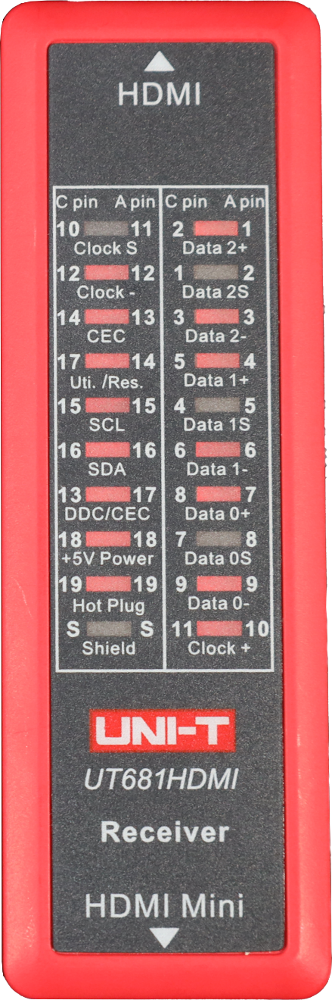 HDMI
C pin A pin C pin A pin
10 11
Clock S
12 12
Clock -
14 13
CEC
17 14
Uti. /Res.
15 15
SCL
16 16
SDA
13 17
DDC/CEC
18 18
+5V Power
19 19
Hot Plug
S S
Shield
2 1
Data 2+
1 2
Data 2S
3 3
Data 2-
5 4
Data 1+
4 5
Data 1S
6 6
Data 1-
8 7
Data 0+
7 8
Data 0S
9 9
Data 0-
11 10
Clock +
UNI-T
UT681HDMI
Receiver
HDMI Mini